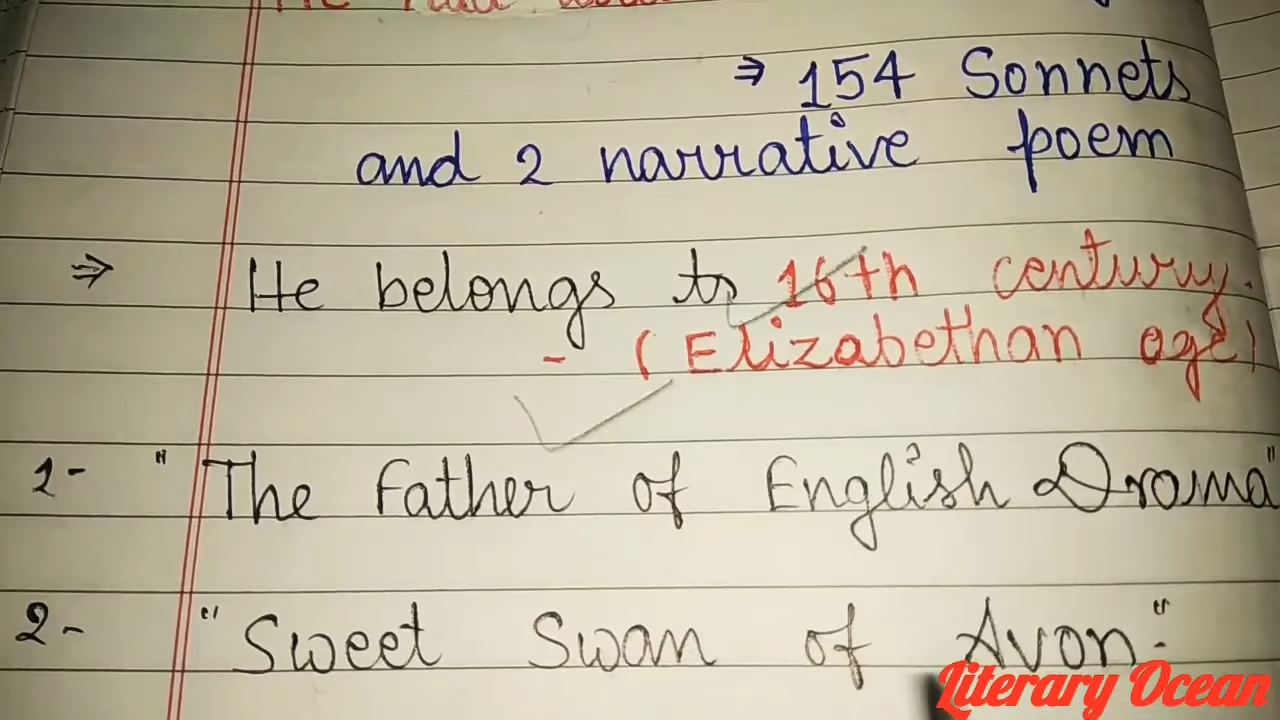 ⇒ 154 Sonnets
and 2 narrative poem
⇒ He belongs to 16th century.
- (Elizabethan age)
1- "The Father of English Drama"
2- "Sweet Swan of Avon."
Literary Ocean